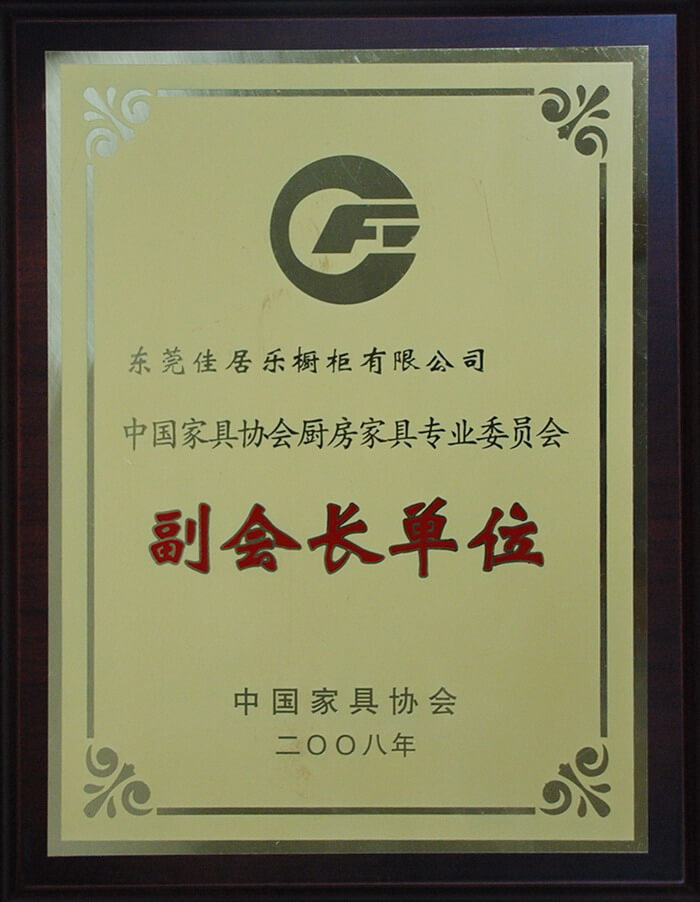 东莞佳居乐橱柜有限公司
中国家具协会厨房家具专业委员会
副会长单位
中国家具协会
二〇〇八年